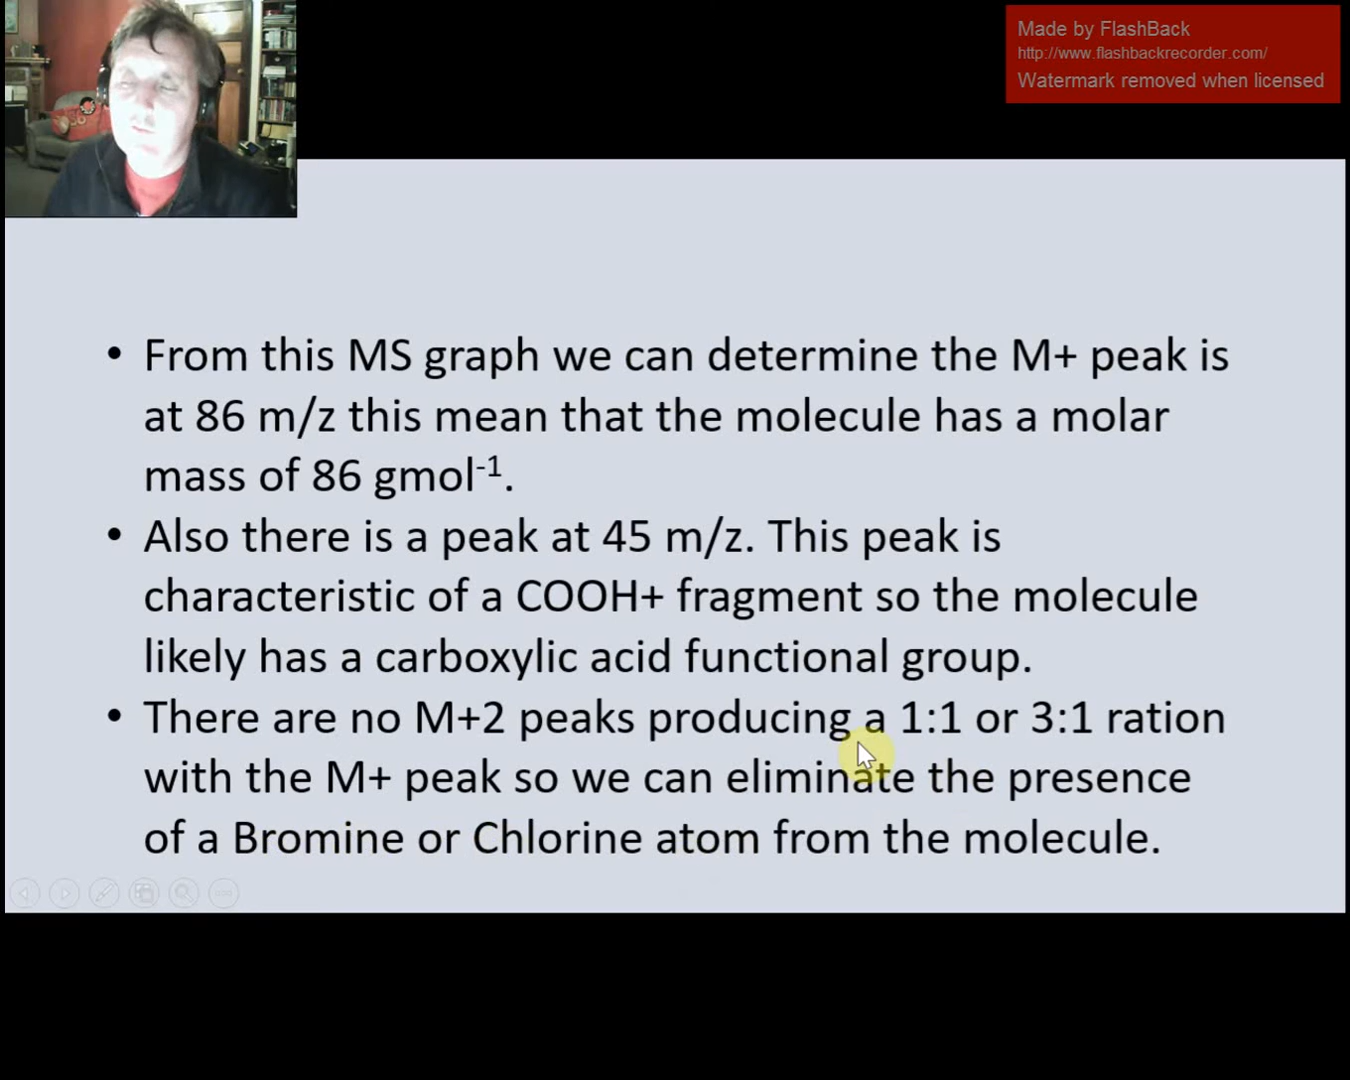 Made by FlashBack
http://www.flashbackrecorder.com/
Watermark removed when licensed
• From this MS graph we can determine the M+ peak is
at 86 m/z this mean that the molecule has a molar
mass of 86 gmol⁻¹.
• Also there is a peak at 45 m/z. This peak is
characteristic of a COOH+ fragment so the molecule
likely has a carboxylic acid functional group.
• There are no M+2 peaks producing a 1:1 or 3:1 ration
with the M+ peak so we can eliminate the presence
of a Bromine or Chlorine atom from the molecule.